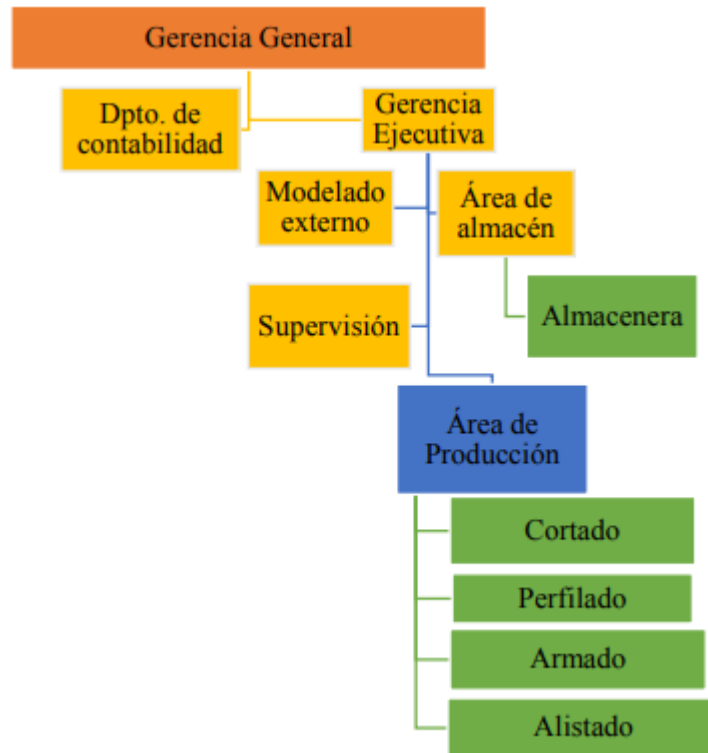 Gerencia General
Dpto. de
contabilidad
Gerencia
Ejecutiva
Modelado
externo
Área de
almacén
Supervisión
Almacenera
Área de
Producción
Cortado
Perfilado
Armado
Alistado